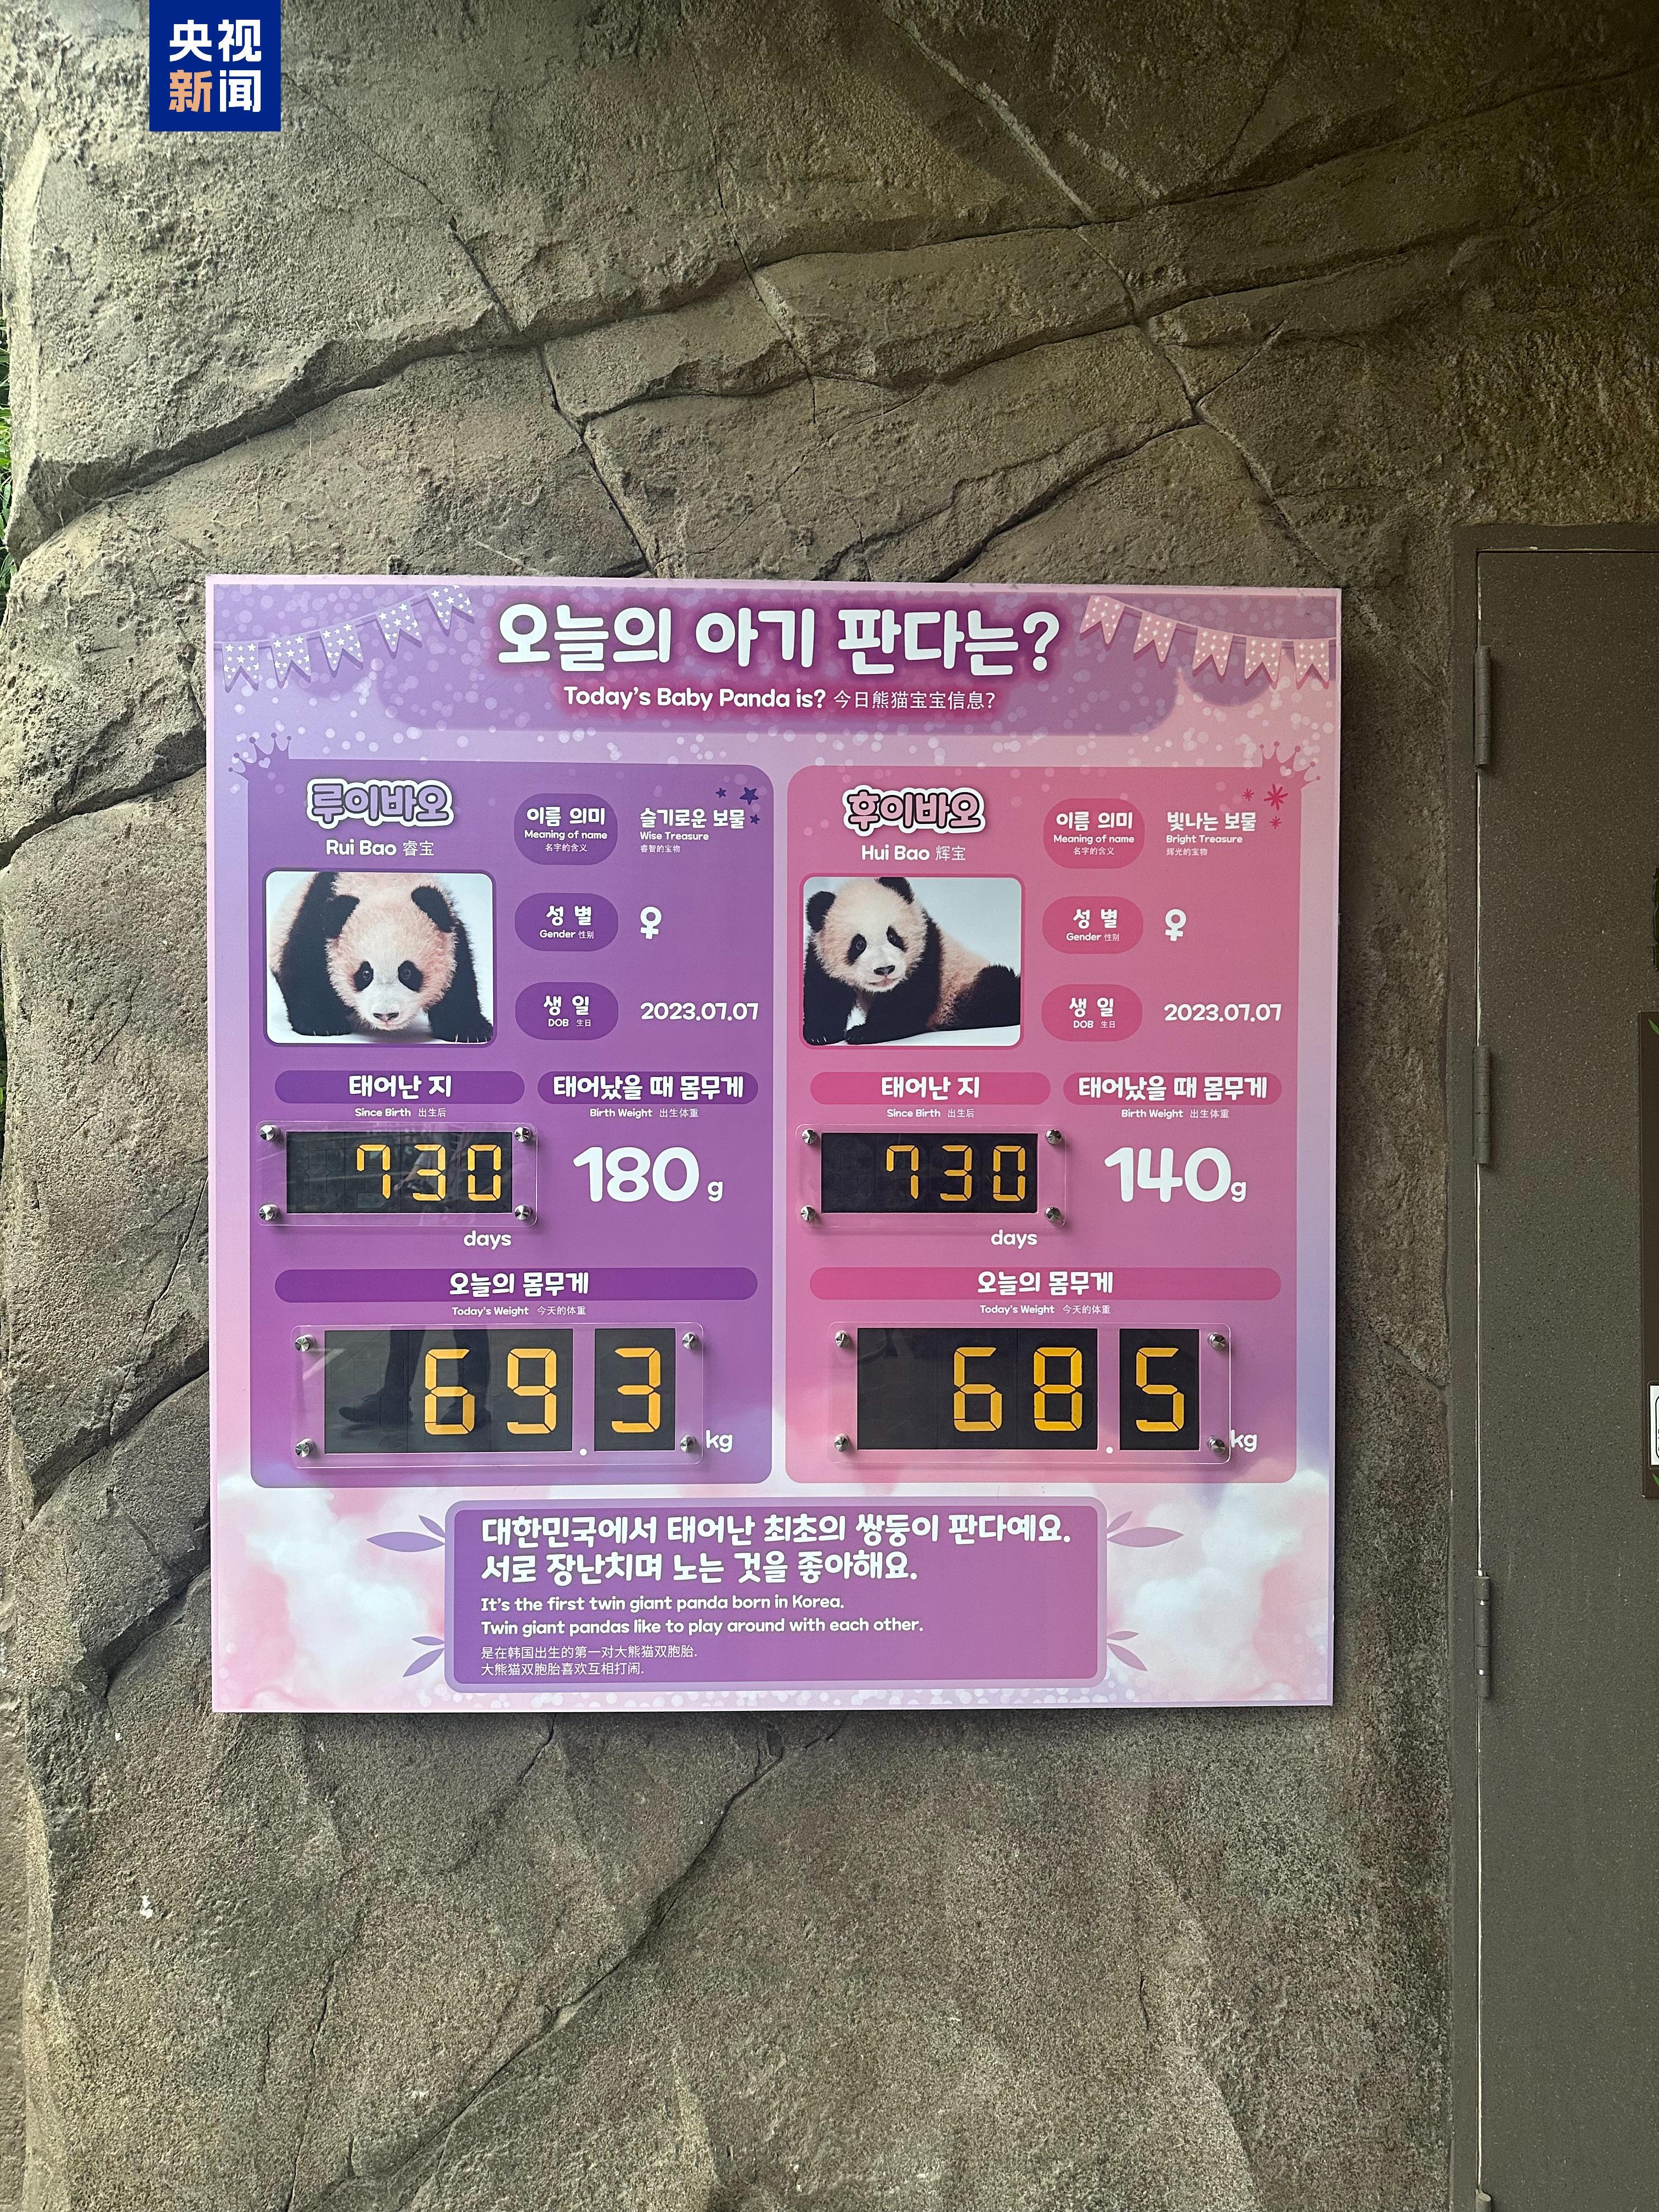 央视
新闻
오늘의 아기 판다는?
Today's Baby Panda is? 今日熊猫宝宝信息?
루이바오
Rui Bao 睿宝
이름 의미
Meaning of name
名字的含义
슬기로운 보물
Wise Treasure
睿智的宝物
성 별
Gender 性别
♀
생 일
DOB 生日
2023.07.07
태어난 지
Since Birth 出生后
730
days
태어났을 때 몸무게
Birth Weight 出生体重
180 g
오늘의 몸무게
Today's Weight 今天的体重
69.3 kg
후이바오
Hui Bao 辉宝
이름 의미
Meaning of name
名字的含义
빛나는 보물
Bright Treasure
辉光的宝物
성 별
Gender 性别
♀
생 일
DOB 生日
2023.07.07
태어난 지
Since Birth 出生后
730
days
태어났을 때 몸무게
Birth Weight 出生体重
140g
오늘의 몸무게
Today's Weight 今天的体重
68.5 kg
대한민국에서 태어난 최초의 쌍둥이 판다예요.
서로 장난치며 노는 것을 좋아해요.
It's the first twin giant panda born in Korea.
Twin giant pandas like to play around with each other.
是在韩国出生的第一对大熊猫双胞胎.
大熊猫双胞胎喜欢互相打闹.